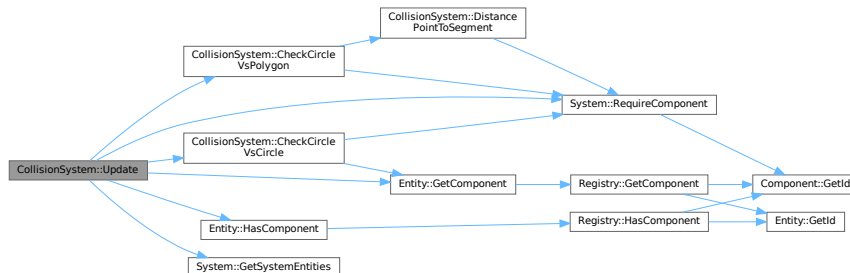 CollisionSystem::Distance
PointToSegment
CollisionSystem::CheckCircle
VsPolygon
System::RequireComponent
CollisionSystem::CheckCircle
VsCircle
CollisionSystem::Update
Entity::GetComponent
Registry::GetComponent
Component::GetId
Entity::HasComponent
Registry::HasComponent
Entity::GetId
System::GetSystemEntities